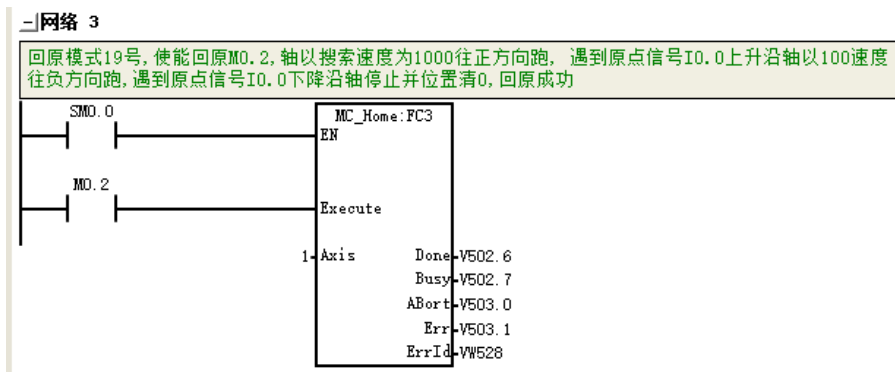 网络 3
回原模式19号,使能回原M0.2,轴以搜索速度为1000往正方向跑, 遇到原点信号I0.0上升沿轴以100速度
往负方向跑,遇到原点信号I0.0下降沿轴停止并位置清0,回原成功
SM0.0
MC_Home:FC3
EN
M0.2
Execute
1 Axis Done V502.6
Busy V502.7
ABort V503.0
Err V503.1
ErrId VW528